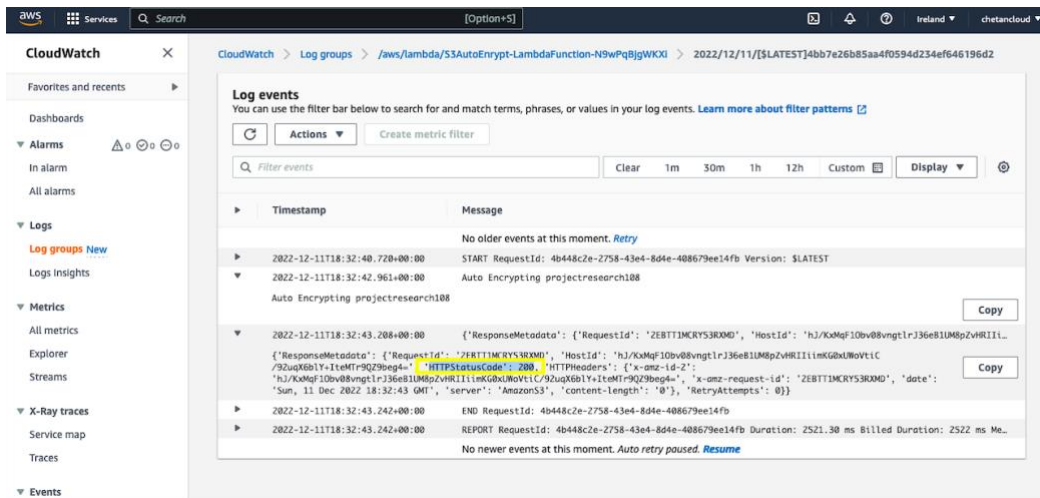 aws Services Search [Option+S] Ireland ▼ chetancloud ▼
CloudWatch ×
CloudWatch > Log groups > /aws/lambda/S3AutoEncrypt-LambdaFunction-N9wPqBjgWKXi > 2022/12/11/[$LATEST]4bb7e26b85aa4f0594d234ef646196d2
Favorites and recents
Dashboards
Alarms 0 0 0
In alarm
All alarms
Logs
Log groups New
Logs Insights
Metrics
All metrics
Explorer
Streams
X-Ray traces
Service map
Traces
Events
Log events
You can use the filter bar below to search for and match terms, phrases, or values in your log events. Learn more about filter patterns
Actions ▼ Create metric filter
Filter events Clear 1m 30m 1h 12h Custom Display ▼
Timestamp Message
No older events at this moment. Retry
2022-12-11T18:32:40.720+00:00 START RequestId: 4b448c2e-2758-43e4-8d4e-408679ee14fb Version: $LATEST
2022-12-11T18:32:42.961+00:00 Auto Encrypting projectresearch108
Auto Encrypting projectresearch108
Copy
2022-12-11T18:32:43.208+00:00 {'ResponseMetadata': {'RequestId': 'ZEBTT1MCRY53RXMD', 'HostId': 'hJ/KxMqF1Obv08vngtlrJ36eB1UM8pZvHRIIi…
{'ResponseMetadata': {'RequestId': 'ZEBTT1MCRY53RXMD', 'HostId': 'hJ/KxMqF1Obv08vngtlrJ36eB1UM8pZvHRIIiimKG0xUWoVtiC
/9ZuqX6blY+IteMTr9QZ9beg4=', 'HTTPStatusCode': 200, 'HTTPHeaders': {'x-amz-id-2':
'hJ/KxMqF1Obv08vngtlrJ36eB1UM8pZvHRIIiimKG0xUWoVtiC/9ZuqX6blY+IteMTr9QZ9beg4=', 'x-amz-request-id': 'ZEBTT1MCRY53RXMD', 'date':
'Sun, 11 Dec 2022 18:32:43 GMT', 'server': 'AmazonS3', 'content-length': '0'}, 'RetryAttempts': 0}}
Copy
2022-12-11T18:32:43.242+00:00 END RequestId: 4b448c2e-2758-43e4-8d4e-408679ee14fb
2022-12-11T18:32:43.242+00:00 REPORT RequestId: 4b448c2e-2758-43e4-8d4e-408679ee14fb Duration: 2521.30 ms Billed Duration: 2522 ms Me…
No newer events at this moment. Auto retry paused. Resume